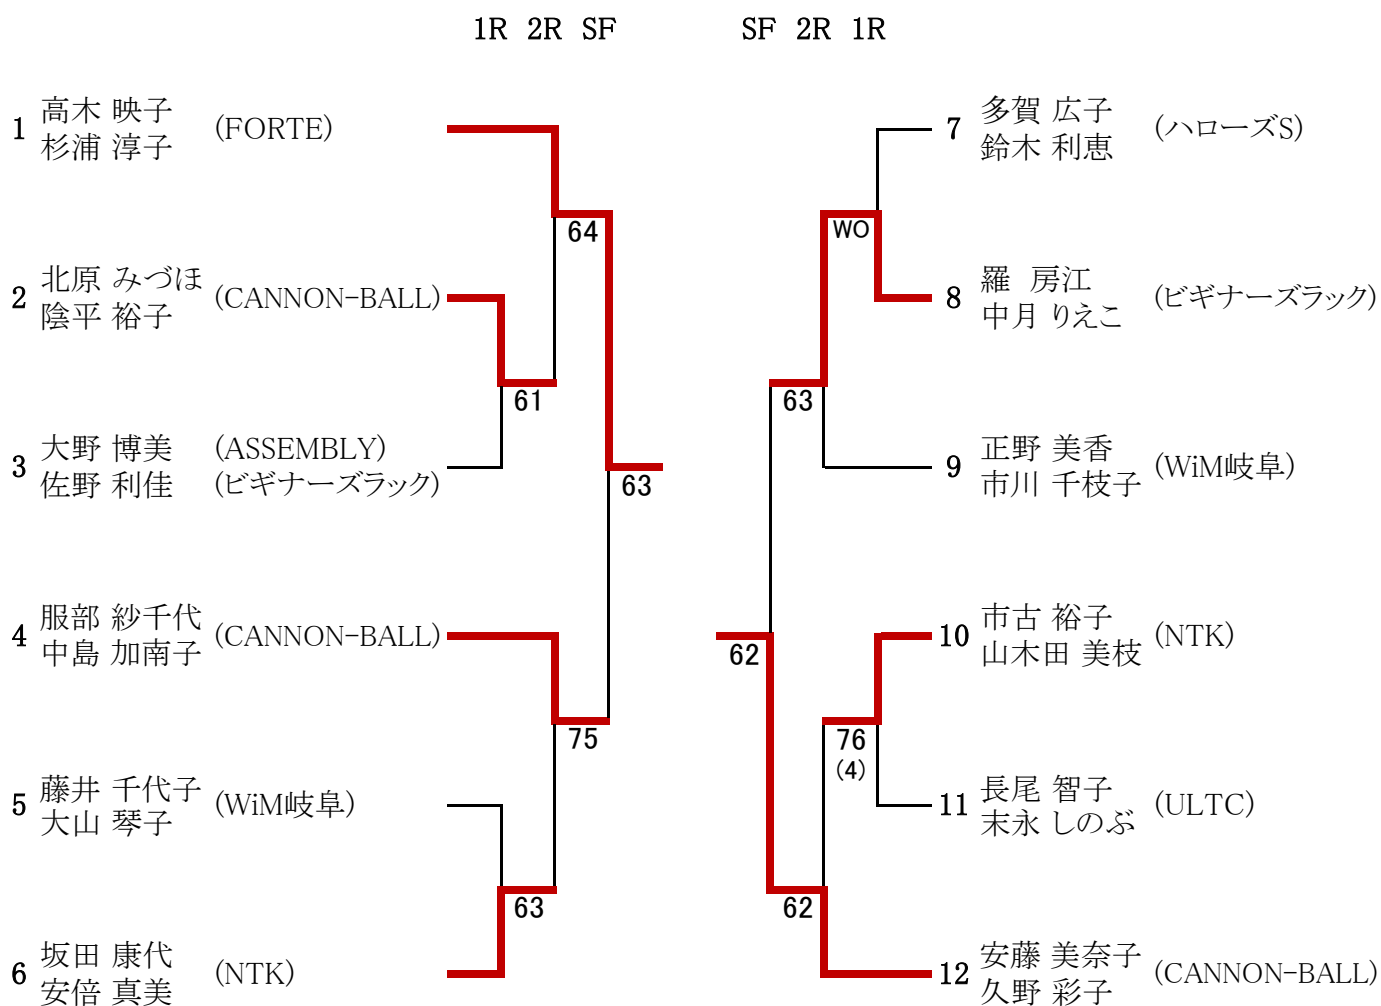 1R 2R SF
SF 2R 1R
1 高木 映子
杉浦 淳子
(FORTE)
2 北原 みづほ
陰平 裕子
(CANNON-BALL)
3 大野 博美 (ASSEMBLY)
佐野 利佳 (ビギナーズラック)
4 服部 紗千代
中島 加南子
(CANNON-BALL)
5 藤井 千代子
大山 琴子
(WiM岐阜)
6 坂田 康代
安倍 真美
(NTK)
64
61
63
75
63
7 多賀 広子
鈴木 利恵
(ハローズS)
8 羅 房江
中月 りえこ
(ビギナーズラック)
9 正野 美香
市川 千枝子
(WiM岐阜)
10 市古 裕子
山木田 美枝
(NTK)
11 長尾 智子
末永 しのぶ
(ULTC)
12 安藤 美奈子
久野 彩子
(CANNON-BALL)
WO
63
62
76
(4)
62